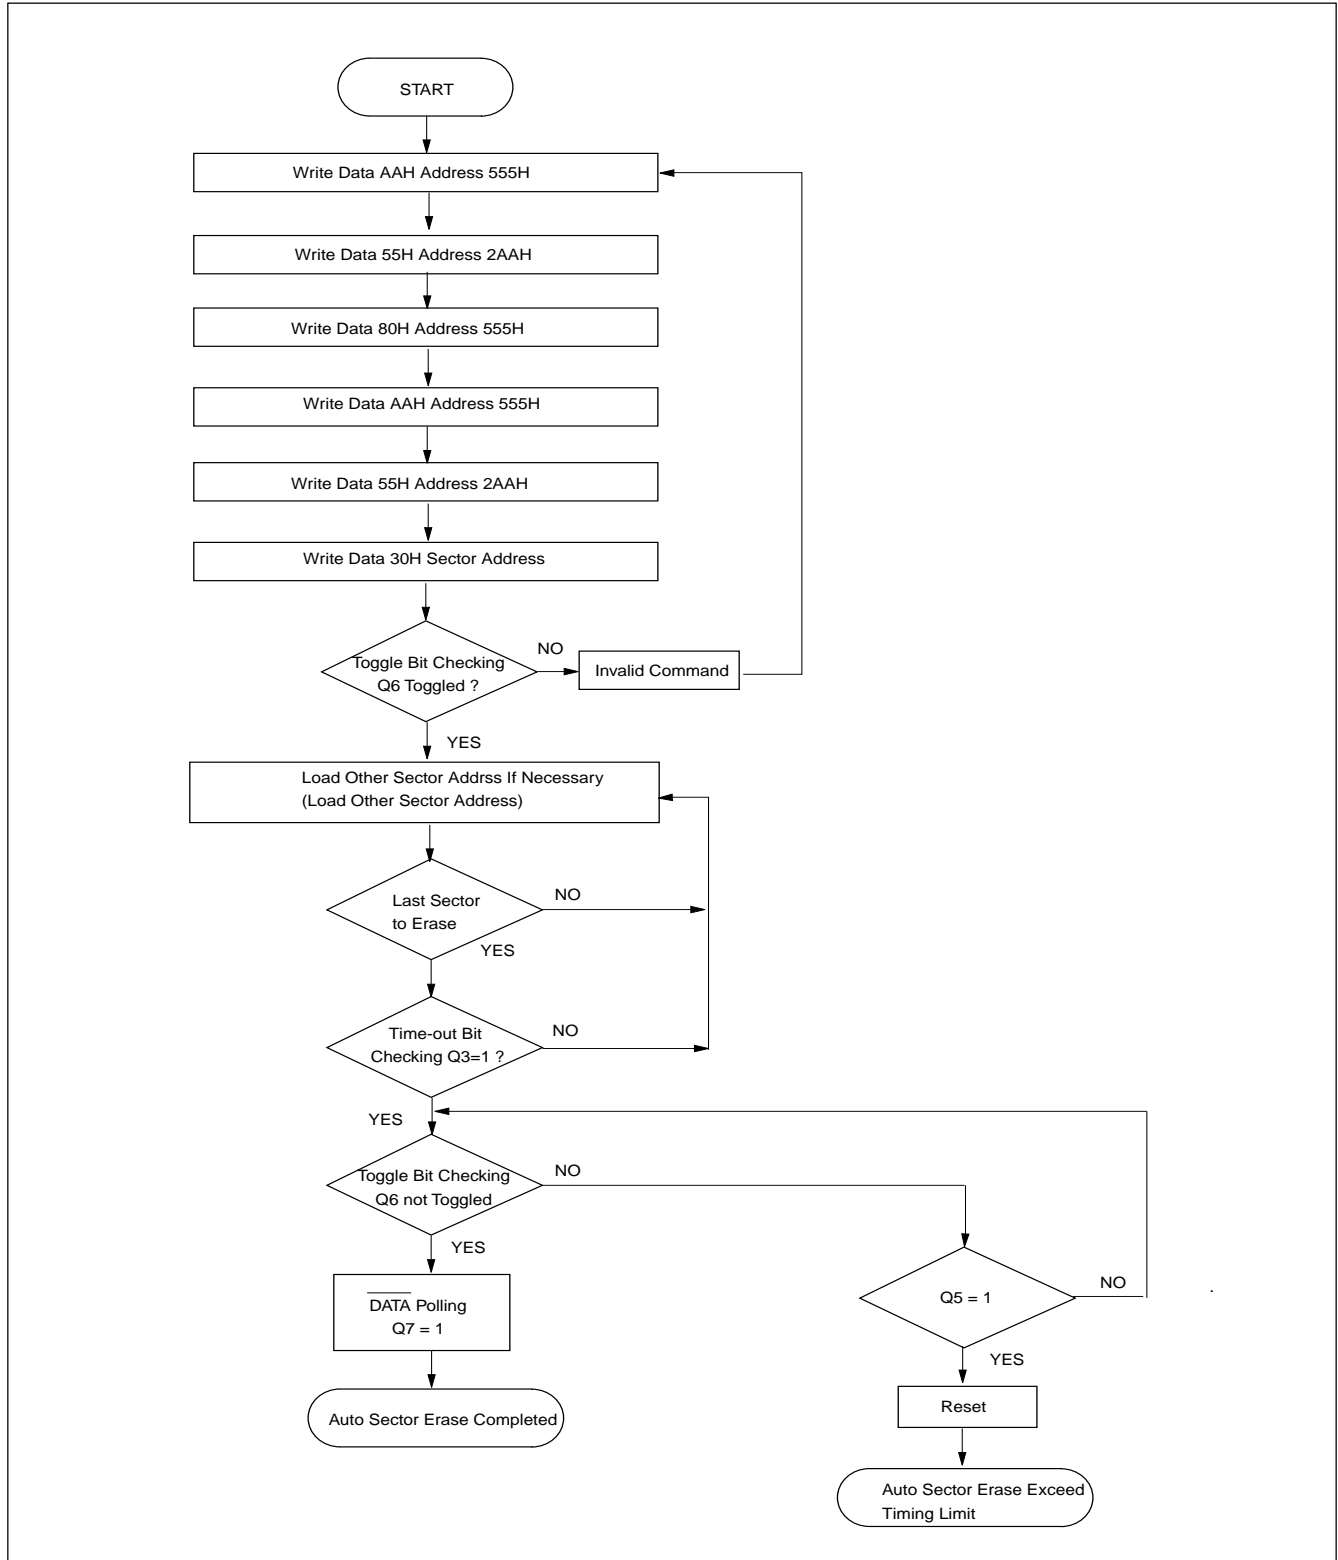 START
Write Data AAH Address 555H
Write Data 55H Address 2AAH
Write Data 80H Address 555H
Write Data AAH Address 555H
Write Data 55H Address 2AAH
Write Data 30H Sector Address
Toggle Bit Checking
Q6 Toggled ?
NO
Invalid Command
YES
Load Other Sector Addrss If Necessary
(Load Other Sector Address)
Last Sector
to Erase
NO
YES
Time-out Bit
Checking Q3=1 ?
NO
YES
Toggle Bit Checking
Q6 not Toggled
NO
YES
DATA Polling
Q7 = 1
Q5 = 1
NO
YES
Auto Sector Erase Completed
Reset
Auto Sector Erase Exceed
Timing Limit